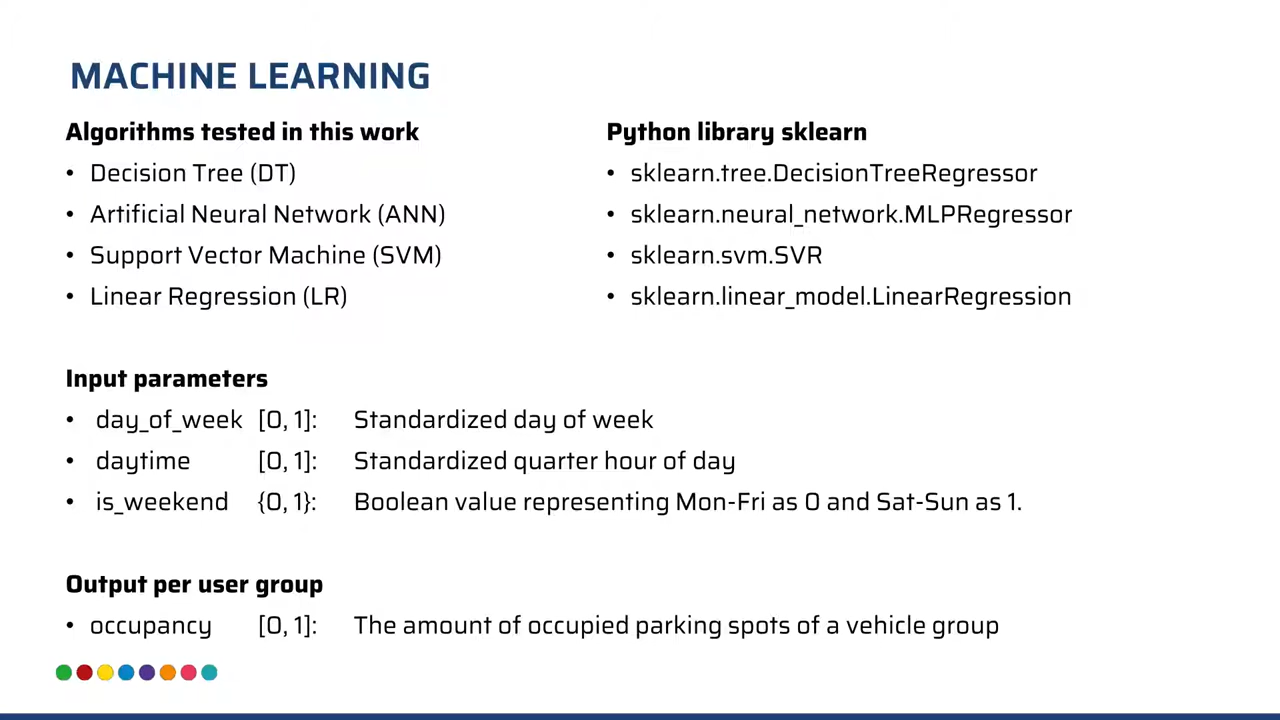 MACHINE LEARNING
Algorithms tested in this work
• Decision Tree (DT)
• Artificial Neural Network (ANN)
• Support Vector Machine (SVM)
• Linear Regression (LR)
Python library sklearn
• sklearn.tree.DecisionTreeRegressor
• sklearn.neural_network.MLPRegressor
• sklearn.svm.SVR
• sklearn.linear_model.LinearRegression
Input parameters
• day_of_week [0, 1]: Standardized day of week
• daytime [0, 1]: Standardized quarter hour of day
• is_weekend {0, 1}: Boolean value representing Mon-Fri as 0 and Sat-Sun as 1.
Output per user group
• occupancy [0, 1]: The amount of occupied parking spots of a vehicle group